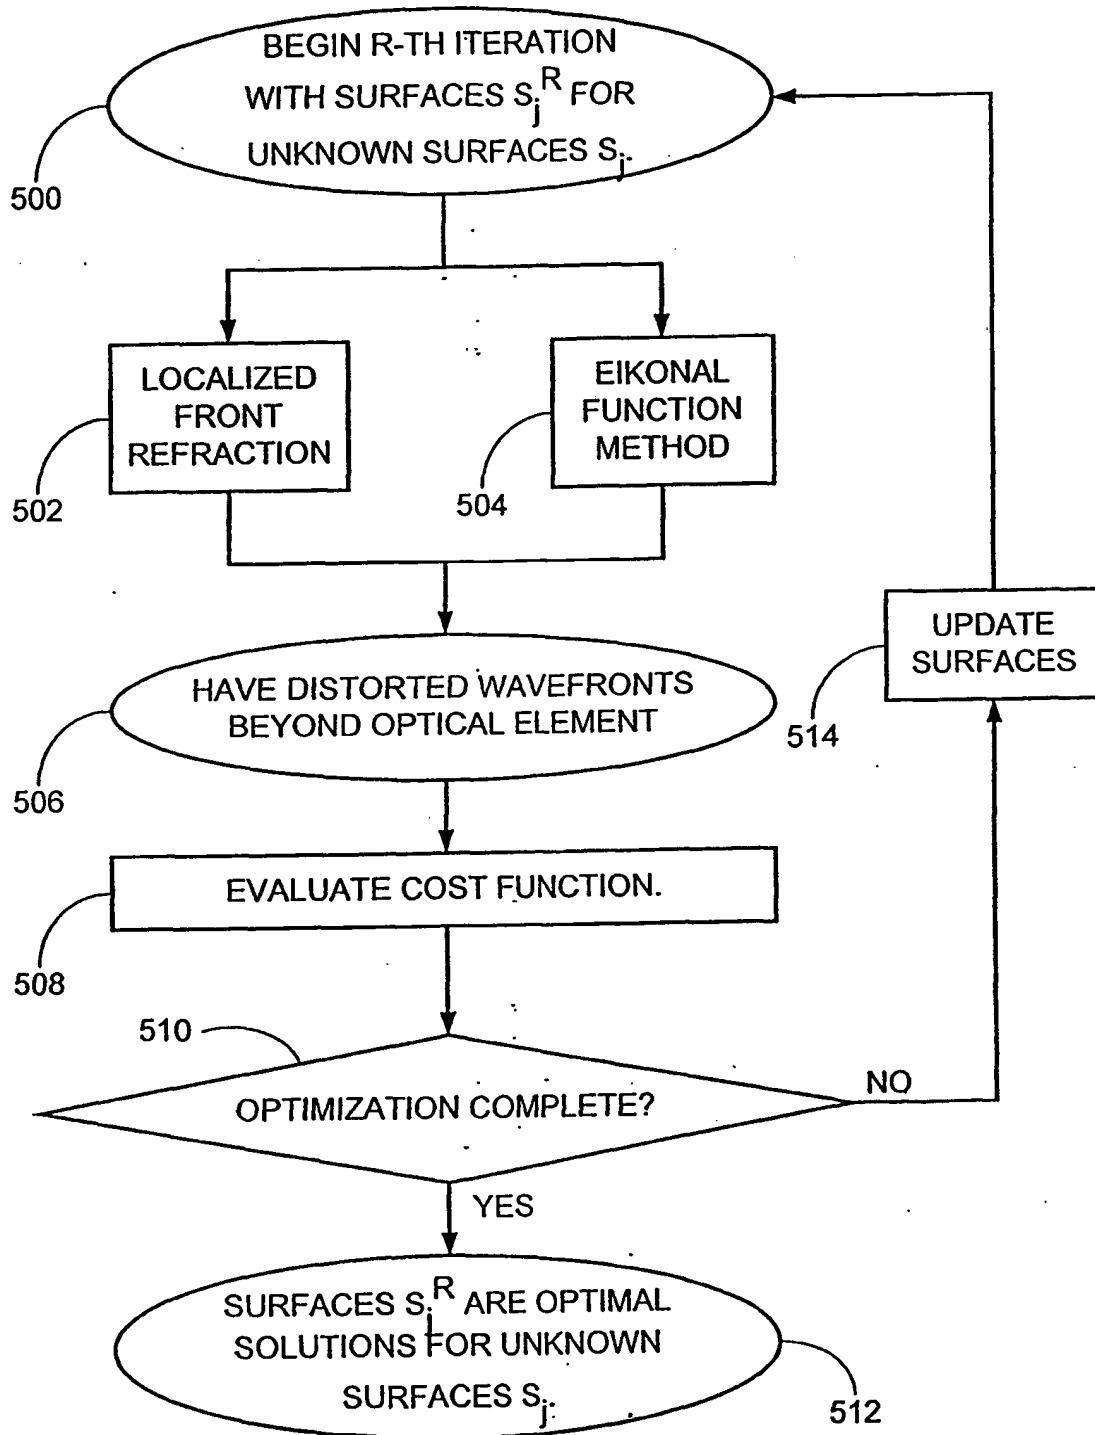 BEGIN R-TH ITERATION
WITH SURFACES S_j^R FOR
UNKNOWN SURFACES S_j.
500
LOCALIZED
FRONT
REFRACTION
502
EIKONAL
FUNCTION
METHOD
504
HAVE DISTORTED WAVEFRONTS
BEYOND OPTICAL ELEMENT
506
UPDATE
SURFACES
514
EVALUATE COST FUNCTION.
508
510
OPTIMIZATION COMPLETE?
NO
YES
SURFACES S_j^R ARE OPTIMAL
SOLUTIONS FOR UNKNOWN
SURFACES S_j.
512